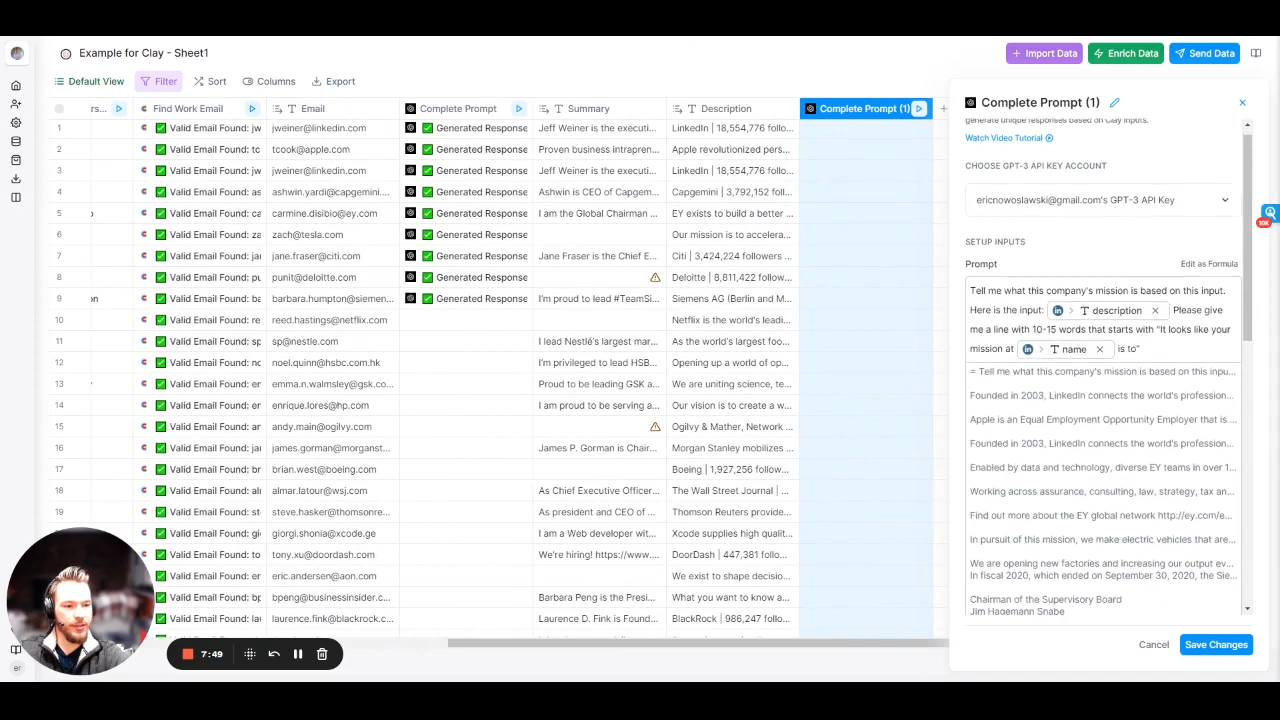 Example for Clay - Sheet1
Import Data
Enrich Data
Send Data
Default View
Filter
Sort
Columns
Export
rs...
Find Work Email
Email
Complete Prompt
Summary
Description
Complete Prompt (1)
1 Valid Email Found: jw jweiner@linkedin.com Generated Response Jeff Weiner is the executi... LinkedIn | 18,554,776 follo...
2 Valid Email Found: tc tcook@apple.com Generated Response Proven business intrapren... Apple revolutionized pers...
3 Valid Email Found: jw jweiner@linkedin.com Generated Response Jeff Weiner is the executi... LinkedIn | 18,554,776 follo...
4 Valid Email Found: as ashwin.yardi@capgemini.... Generated Response Ashwin is CEO of Capgem... Capgemini | 3,792,152 foll...
5 Valid Email Found: ca carmine.disibio@ey.com Generated Response I am the Global Chairman ... EY exists to build a better ...
6 Valid Email Found: za zach@tesla.com Generated Response Our mission is to accelera...
7 Valid Email Found: ja jane.fraser@citi.com Generated Response Jane Fraser is the Chief E... Citi | 3,424,224 followers ...
8 Valid Email Found: pu punit@deloitte.com Generated Response Deloitte | 8,811,422 follow...
on
9 Valid Email Found: ba barbara.humpton@siemen... Generated Response I'm proud to lead #TeamSi... Siemens AG (Berlin and M...
10 Valid Email Found: re reed.hastings@netflix.com Netflix is the world's leadi...
11 Valid Email Found: sp sp@nestle.com I lead Nestlé's largest mar... As the world's largest foo...
12 Valid Email Found: nc noel.quinn@hsbc.com.hk I'm privileged to lead HSB... Opening up a world of op...
13 Valid Email Found: er emma.n.walmsley@gsk.co... Proud to be leading GSK a... We are uniting science, te...
14 Valid Email Found: er enrique.lores@hp.com I am proud to be serving a... Our vision is to create a w...
15 Valid Email Found: ar andy.main@ogilvy.com Ogilvy & Mather, Network ...
16 Valid Email Found: ja james.gorman@morganst... James P. Gorman is Chair... Morgan Stanley mobilizes ...
17 Valid Email Found: br brian.west@boeing.com Boeing | 1,927,256 follow...
18 Valid Email Found: alı almar.latour@wsj.com As Chief Executive Officer... The Wall Street Journal | ...
19 Valid Email Found: st steve.hasker@thomsonre... As president and CEO of ... Thomson Reuters provide...
Valid Email Found: gi giorgi.shonia@xcode.ge I am a Web developer wit... Xcode supplies high qualit...
Valid Email Found: to tony.xu@doordash.com We're hiring! https://www.... DoorDash | 447,381 follo...
Valid Email Found: er eric.andersen@aon.com We exist to shape decisio...
Valid Email Found: bp bpeng@businessinsider.c... Barbara Peng is the Presi... What you want to know a...
Valid Email Found: laı laurence.fink@blackrock.c... Laurence D. Fink is Found... BlackRock | 986,247 follo...
7:49
er
Complete Prompt (1)
generate unique responses based on Clay inputs.
Watch Video Tutorial
CHOOSE GPT-3 API KEY ACCOUNT
ericnowoslawski@gmail.com's GPT-3 API Key
SETUP INPUTS
Prompt
Edit as Formula
Tell me what this company's mission is based on this input.
Here is the input: in > T description × Please give
me a line with 10-15 words that starts with "It looks like your
mission at in > T name × is to"
= Tell me what this company's mission is based on this inpu...
Founded in 2003, LinkedIn connects the world's profession...
Apple is an Equal Employment Opportunity Employer that is ...
Founded in 2003, LinkedIn connects the world's profession...
Enabled by data and technology, diverse EY teams in over 1...
Working across assurance, consulting, law, strategy, tax an...
Find out more about the EY global network http://ey.com/e...
In pursuit of this mission, we make electric vehicles that are...
We are opening new factories and increasing our output ev...
In fiscal 2020, which ended on September 30, 2020, the Sie...
Chairman of the Supervisory Board
Jim Hagemann Snabe
Cancel
Save Changes
10K